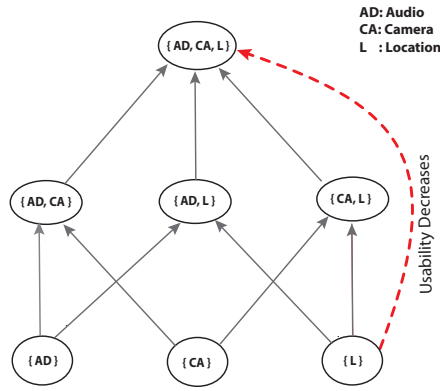 AD: Audio
CA: Camera
L : Location
{ AD, CA, L }
{ AD, CA }
{ AD, L }
{ CA, L }
Usability Decreases
{ AD }
{ CA }
{ L }